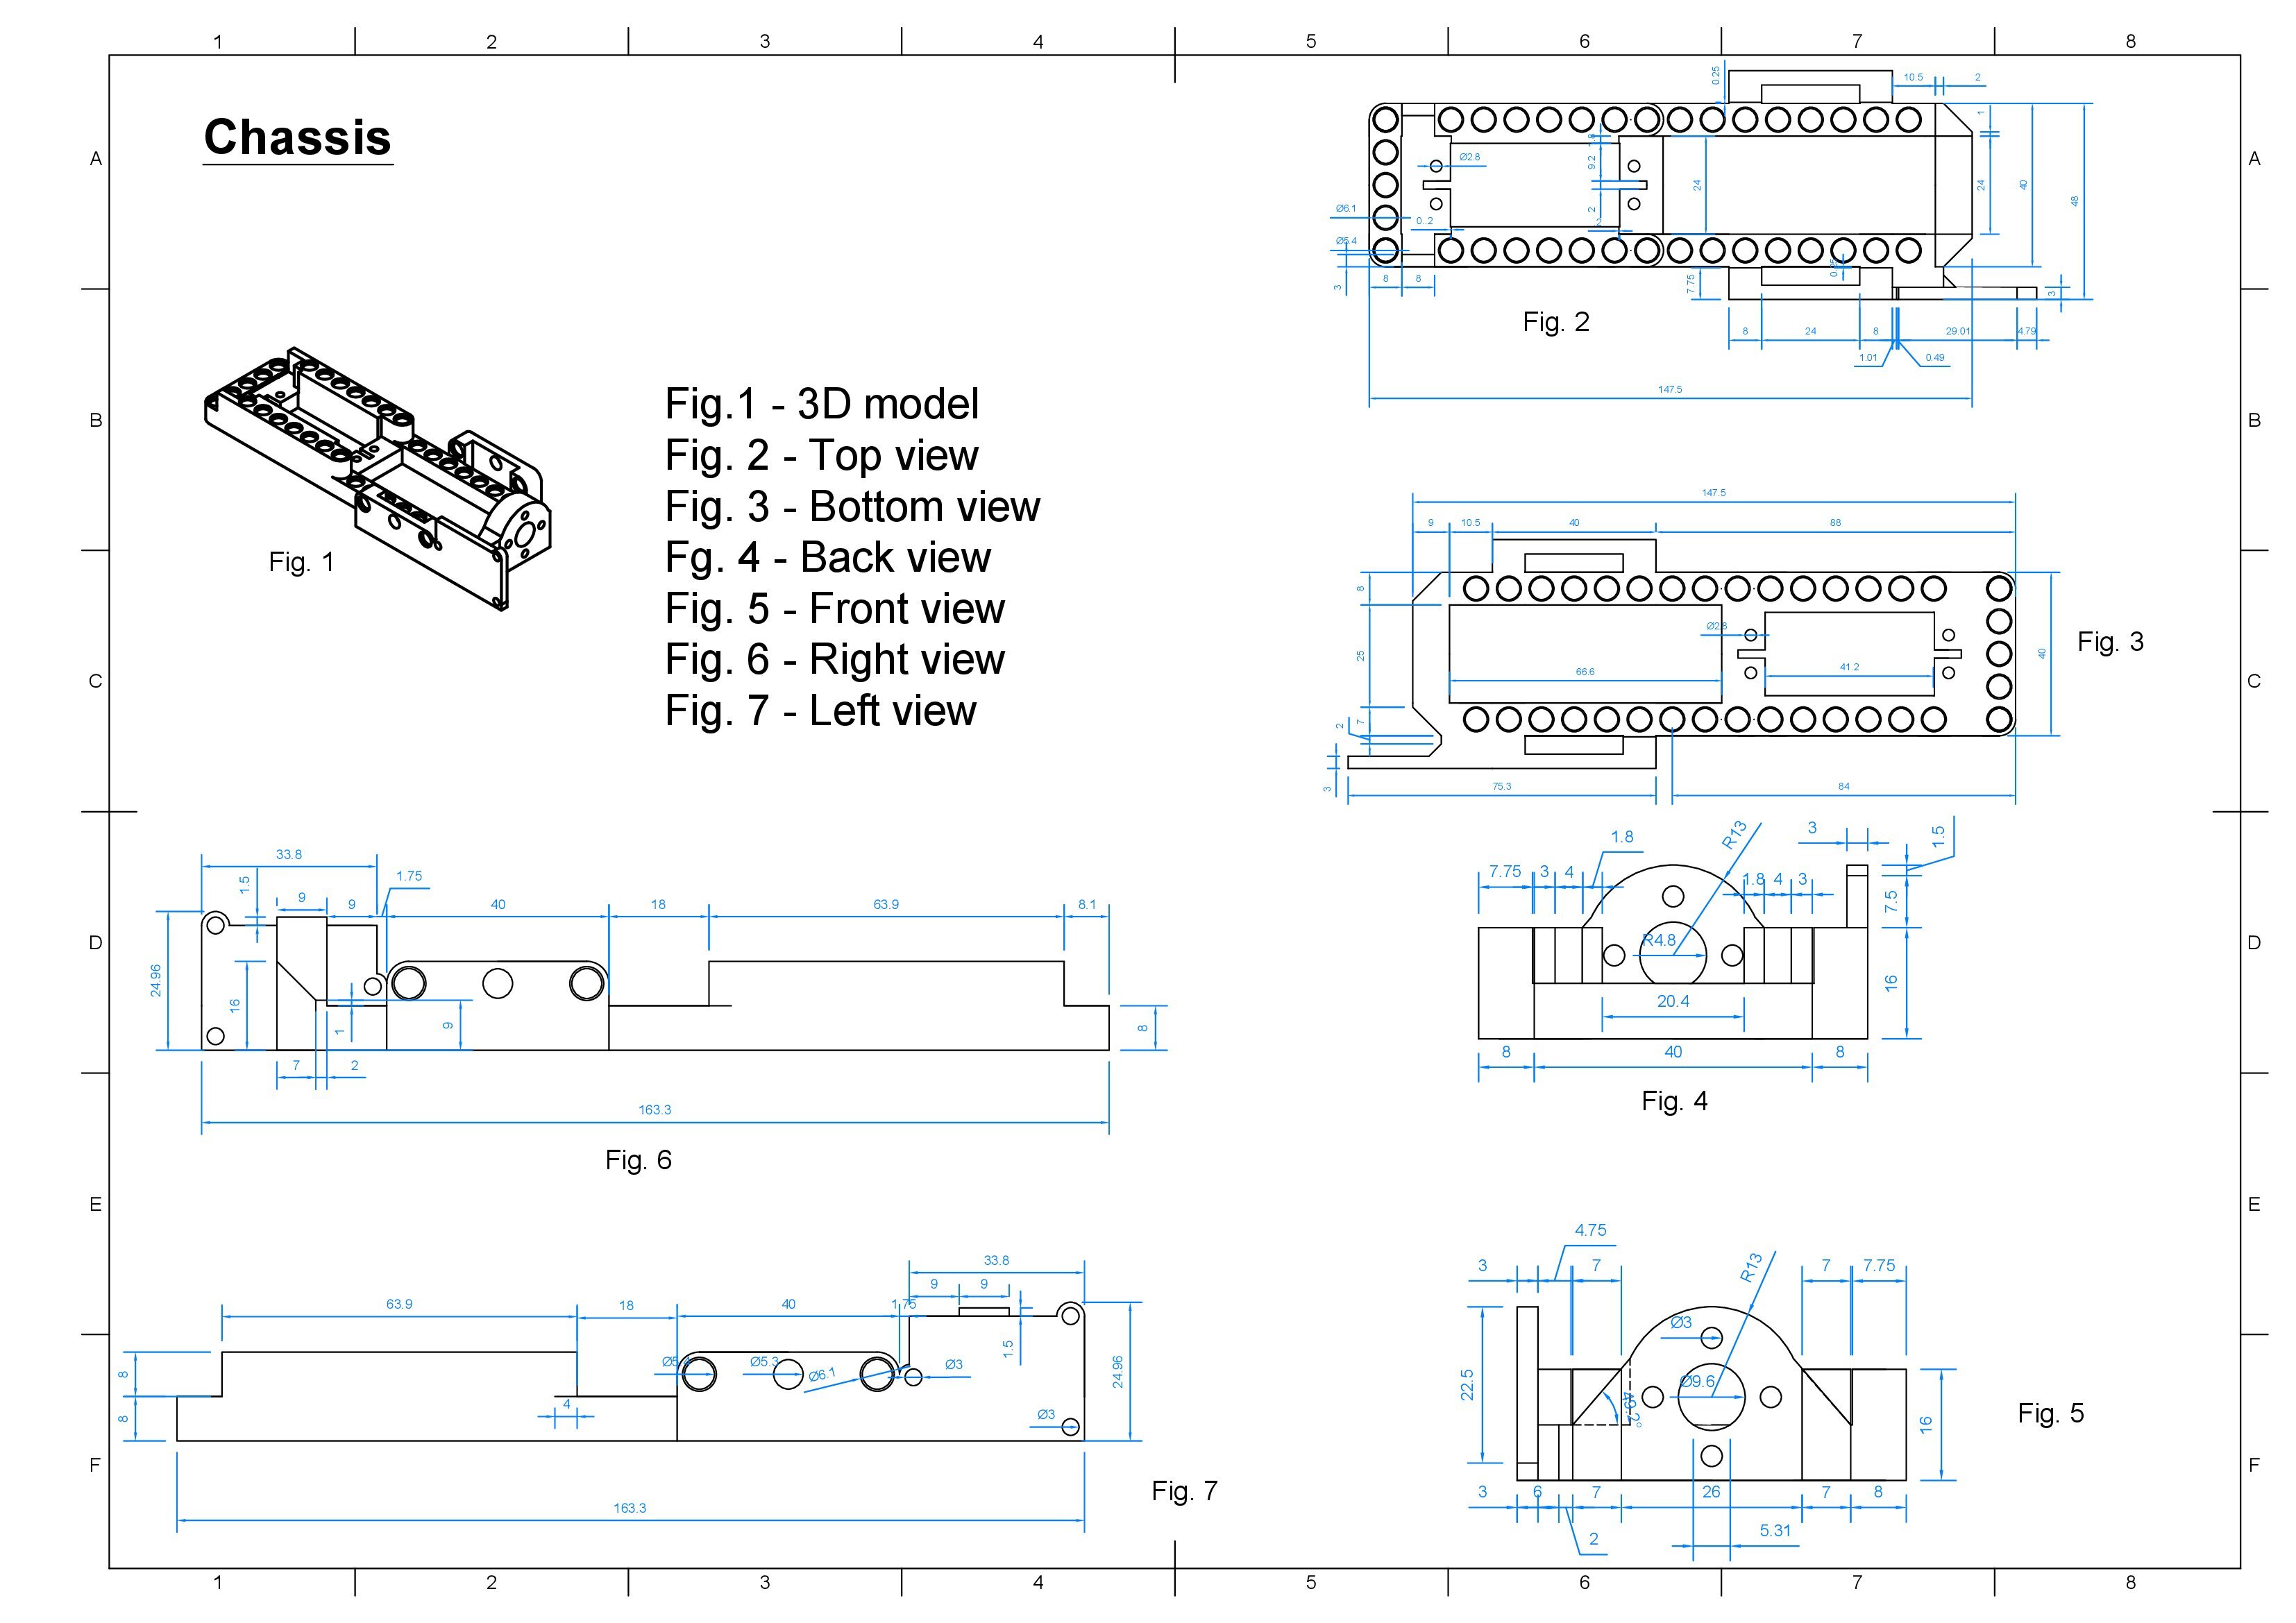 1 2 3 4 5 6 7 8
A
B
C
D
E
F
A
B
C
D
E
F
1 2 3 4 5 6 7 8
Chassis
Fig. 1
Fig.1 - 3D model
Fig. 2 - Top view
Fig. 3 - Bottom view
Fg. 4 - Back view
Fig. 5 - Front view
Fig. 6 - Right view
Fig. 7 - Left view
0.25
10.5 2
Ø2.8
9.2
1
24
24
40
48
Ø6.1
0..2
2
Ø5.4
3
8 8
7.75
3
8 24 8 29.01 4.79
1.01 0.49
147.5
Fig. 2
147.5
9 10.5 40 88
8
Ø2.8
25
66.6
41.2
40
7
2
3
75.3 84
Fig. 3
1.8
R13
3
1.5
7.75 3 4
1.8 4 3
7.5
R4.8
16
20.4
8 40 8
Fig. 4
33.8
1.5
1.75
9 9 40 18 63.9 8.1
24.96
16
1
9
8
7 2
163.3
Fig. 6
33.8
9 9
63.9 18 40 1.75
1.5
8
Ø5.3
Ø6.1
Ø3
24.96
8
4
Ø3
163.3
Fig. 7
4.75
3 7
R13
7 7.75
22.5
Ø3
Ø9.6
49.2°
16
3 6 7 26 7 8
2
5.31
Fig. 5